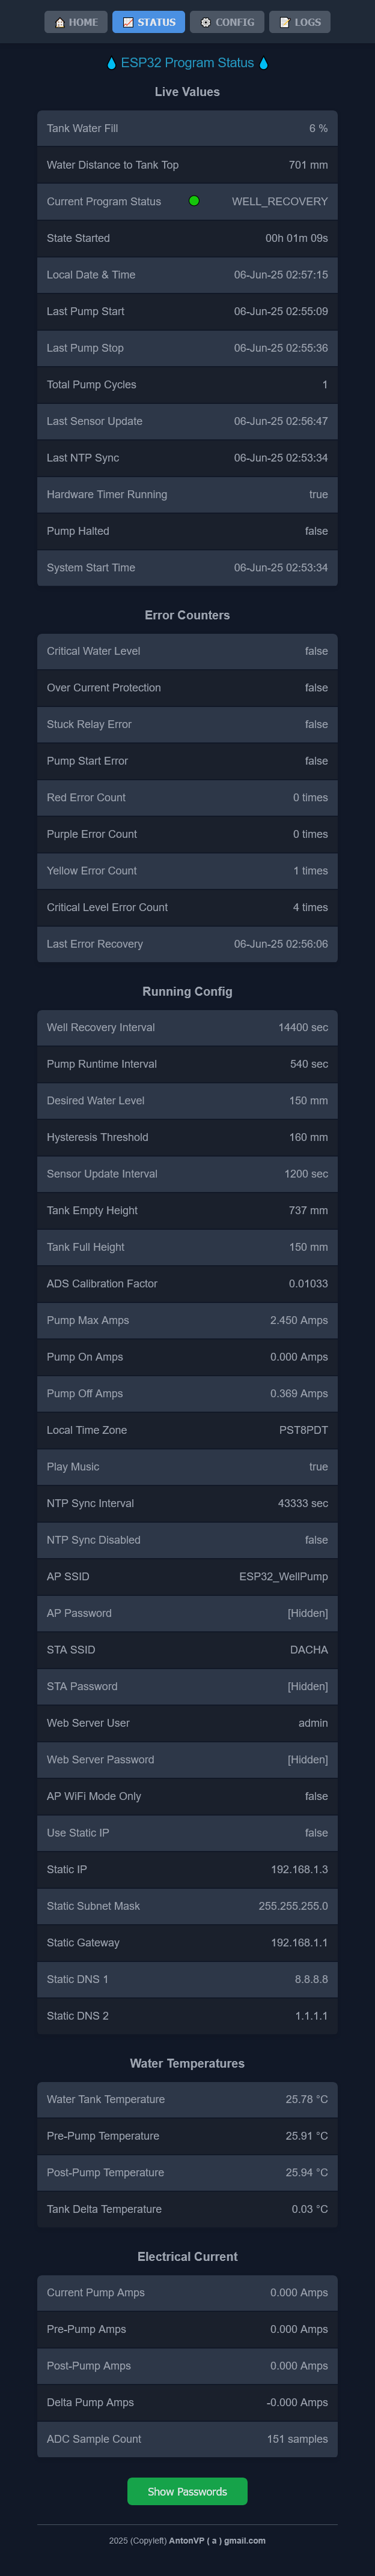 HOME STATUS CONFIG LOGS
ESP32 Program Status
Live Values
Tank Water Fill 6 %
Water Distance to Tank Top 701 mm
Current Program Status WELL_RECOVERY
State Started 00h 01m 09s
Local Date & Time 06-Jun-25 02:57:15
Last Pump Start 06-Jun-25 02:55:09
Last Pump Stop 06-Jun-25 02:55:36
Total Pump Cycles 1
Last Sensor Update 06-Jun-25 02:56:47
Last NTP Sync 06-Jun-25 02:53:34
Hardware Timer Running true
Pump Halted false
System Start Time 06-Jun-25 02:53:34
Error Counters
Critical Water Level false
Over Current Protection false
Stuck Relay Error false
Pump Start Error false
Red Error Count 0 times
Purple Error Count 0 times
Yellow Error Count 1 times
Critical Level Error Count 4 times
Last Error Recovery 06-Jun-25 02:56:06
Running Config
Well Recovery Interval 14400 sec
Pump Runtime Interval 540 sec
Desired Water Level 150 mm
Hysteresis Threshold 160 mm
Sensor Update Interval 1200 sec
Tank Empty Height 737 mm
Tank Full Height 150 mm
ADS Calibration Factor 0.01033
Pump Max Amps 2.450 Amps
Pump On Amps 0.000 Amps
Pump Off Amps 0.369 Amps
Local Time Zone PST8PDT
Play Music true
NTP Sync Interval 43333 sec
NTP Sync Disabled false
AP SSID ESP32_WellPump
AP Password [Hidden]
STA SSID DACHA
STA Password [Hidden]
Web Server User admin
Web Server Password [Hidden]
AP WiFi Mode Only false
Use Static IP false
Static IP 192.168.1.3
Static Subnet Mask 255.255.255.0
Static Gateway 192.168.1.1
Static DNS 1 8.8.8.8
Static DNS 2 1.1.1.1
Water Temperatures
Water Tank Temperature 25.78 °C
Pre-Pump Temperature 25.91 °C
Post-Pump Temperature 25.94 °C
Tank Delta Temperature 0.03 °C
Electrical Current
Current Pump Amps 0.000 Amps
Pre-Pump Amps 0.000 Amps
Post-Pump Amps 0.000 Amps
Delta Pump Amps -0.000 Amps
ADC Sample Count 151 samples
Show Passwords
2025 (Copyleft) AntonVP ( a ) gmail.com